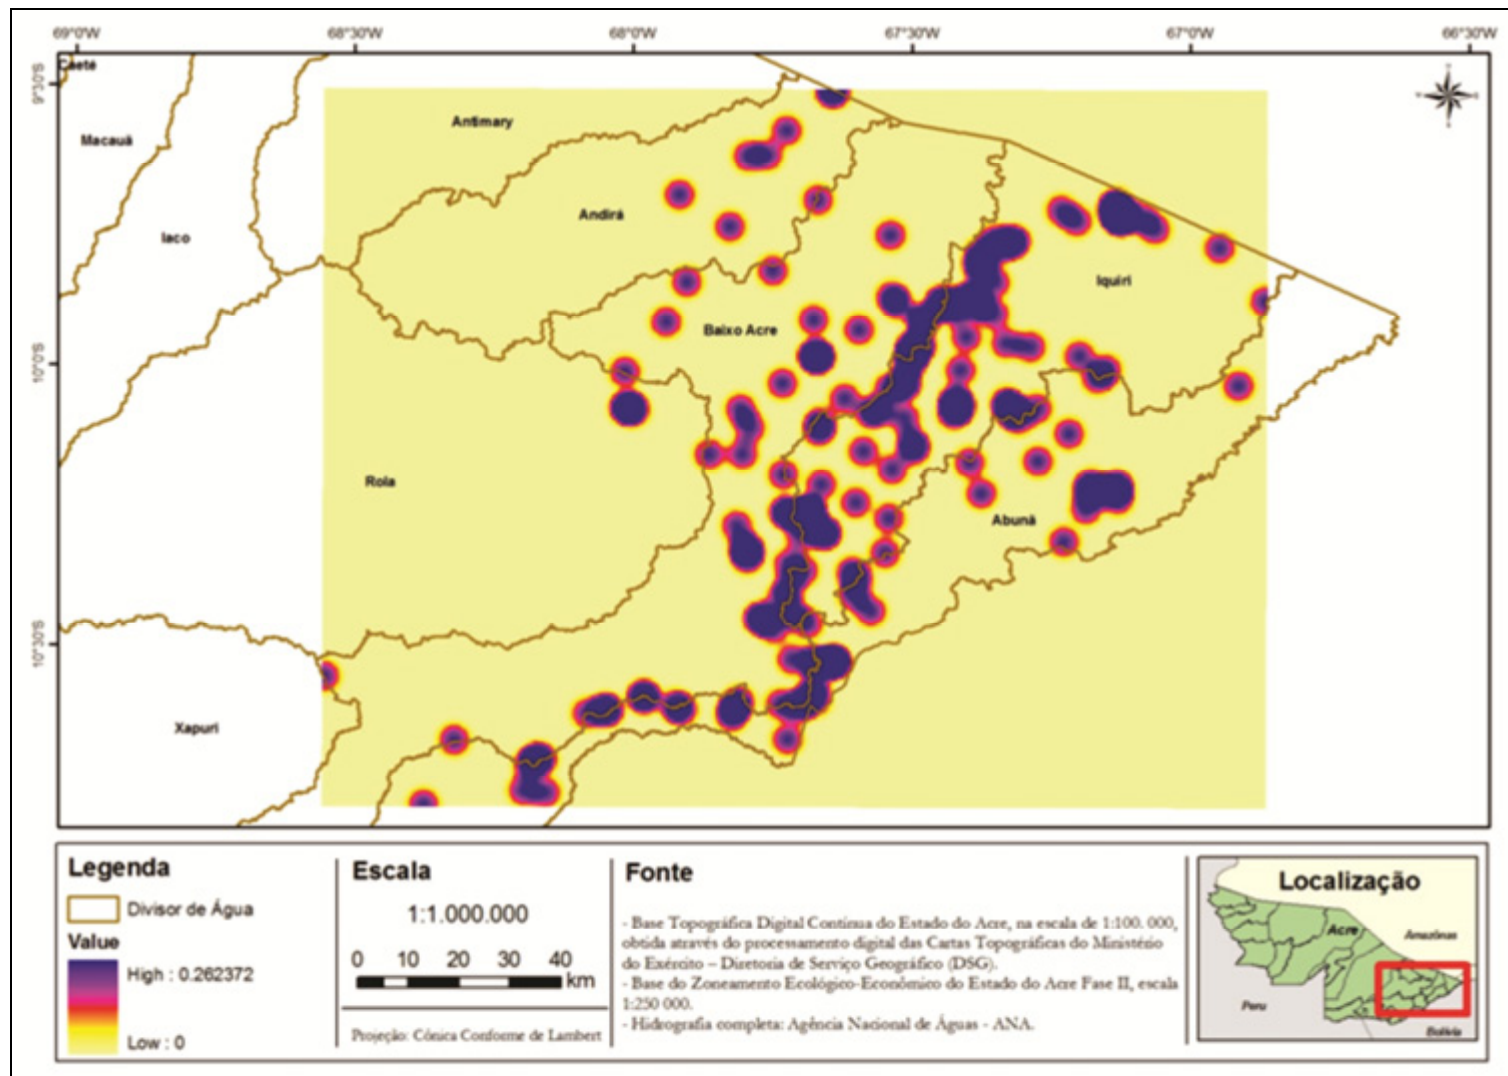 69°0'W 68°30'W 68°0'W 67°30'W 67°0'W 66°30'W
9°30'S
10°0'S
10°30'S
Caeté
Macauã
Antimary
Andirá
Iaco
Iquiri
Baixo Acre
Rola
Abunã
Xapuri
Legenda
Divisor de Água
Value
High : 0.262372
Low : 0
Escala
1:1.000.000
0 10 20 30 40
km
Projeção: Cônica Conforme de Lambert
Fonte
- Base Topográfica Digital Contínua do Estado do Acre, na escala de 1:100. 000,
obtida através do processamento digital das Cartas Topográficas do Ministério
do Exército – Diretoria de Serviço Geográfico (DSG).
- Base do Zoneamento Ecológico-Econômico do Estado do Acre Fase II, escala
1:250 000.
- Hidrografia completa: Agência Nacional de Águas - ANA.
Localização
Acre
Amazônas
Peru
Bolívia